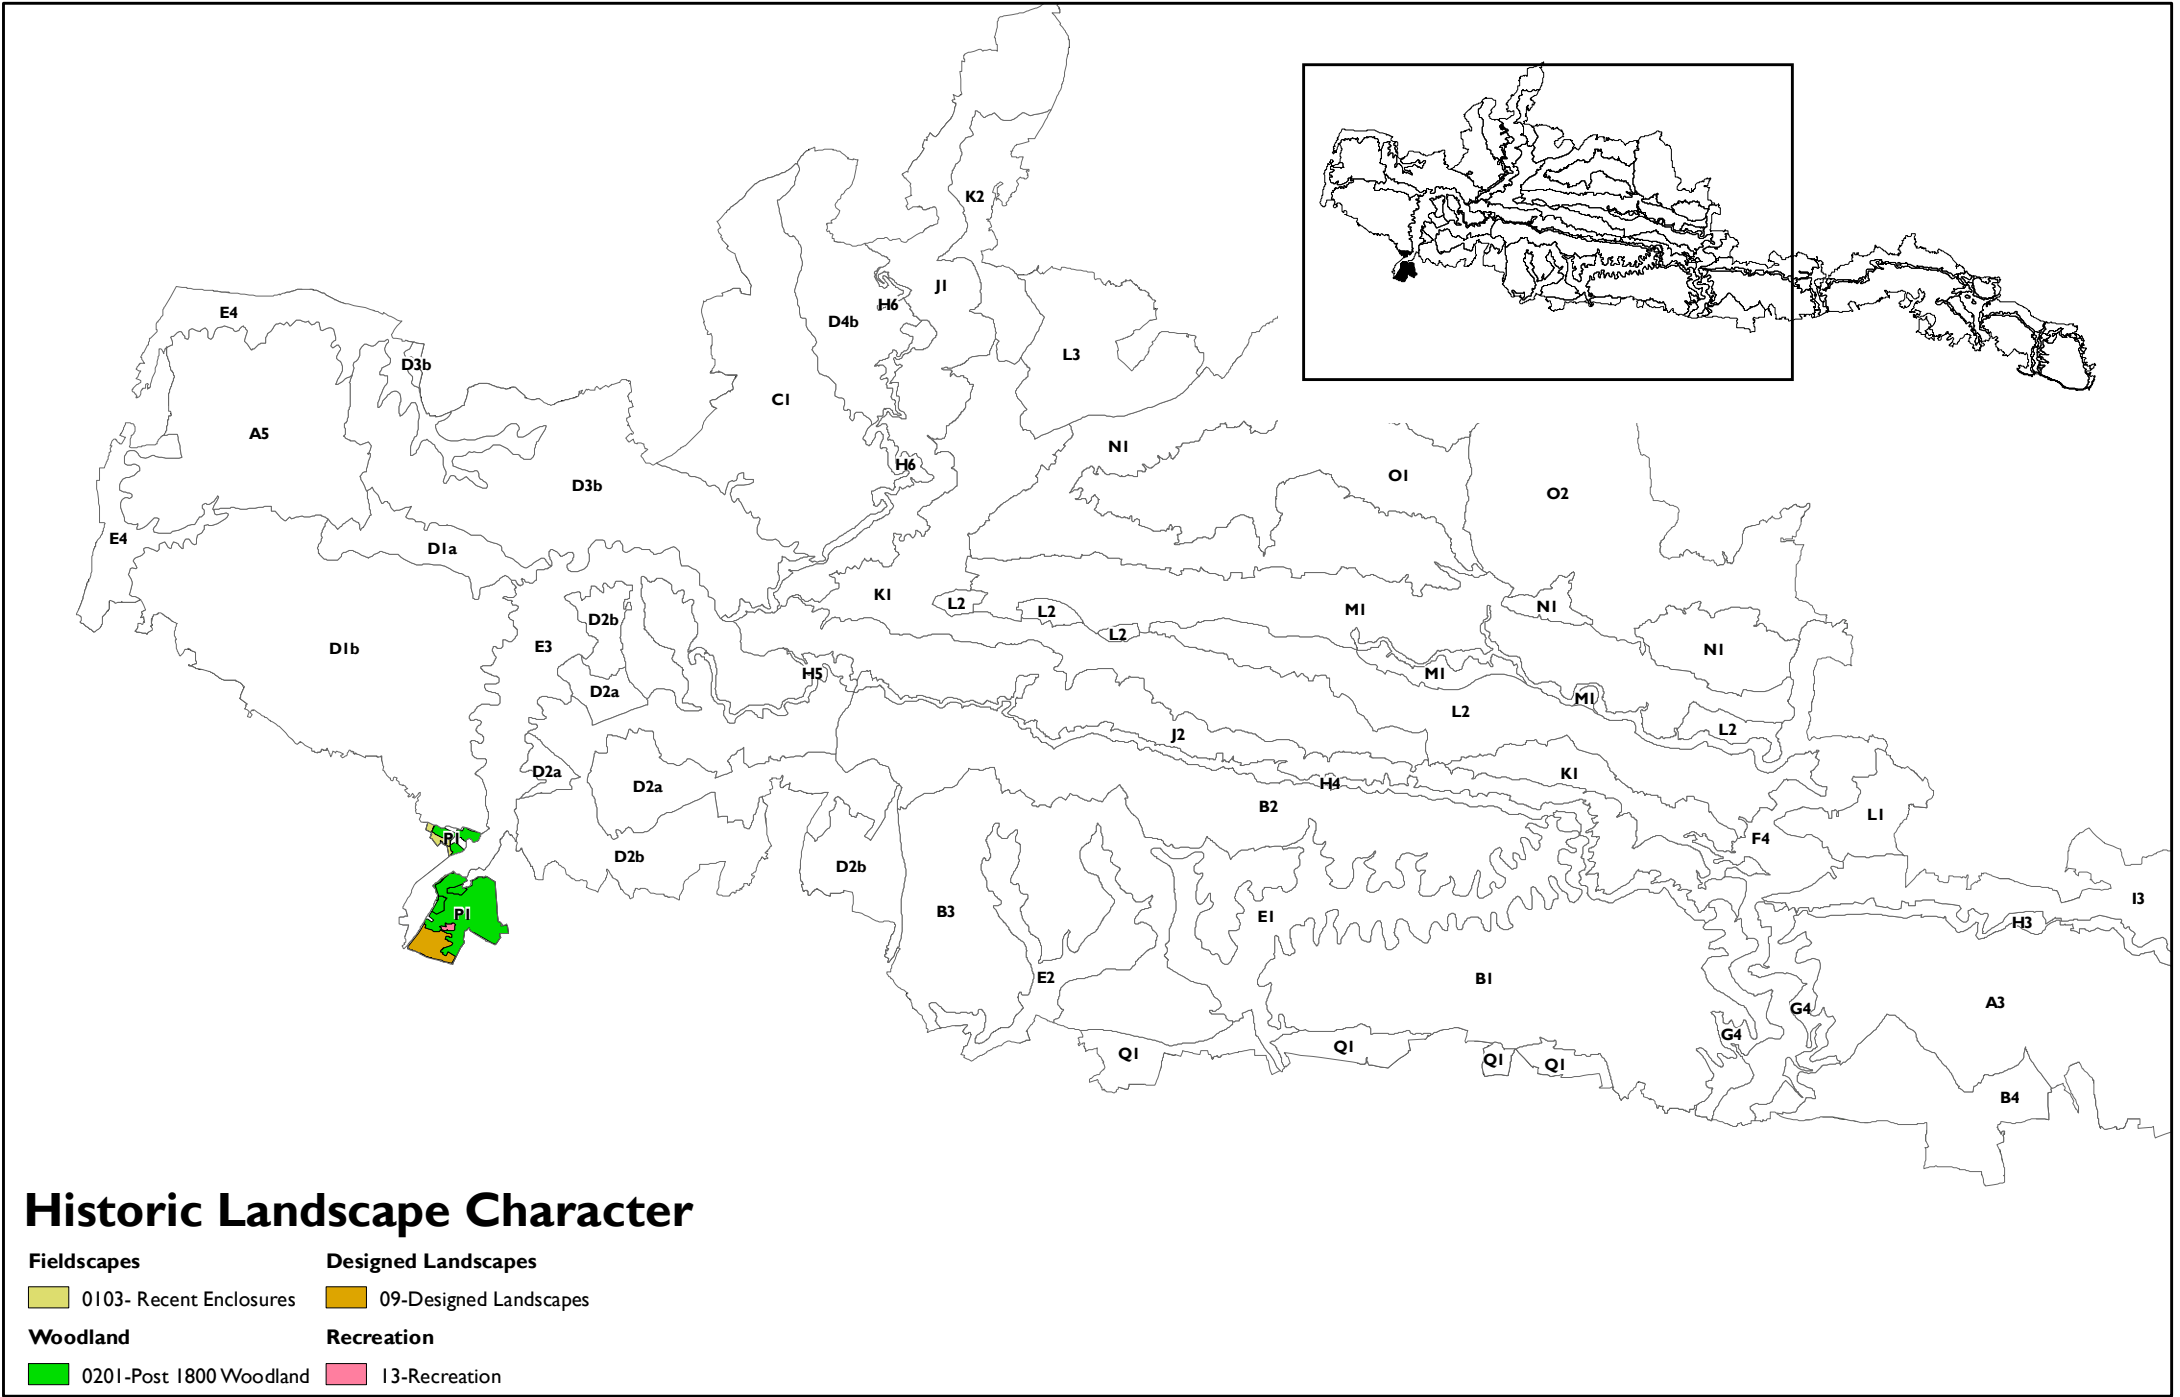 K2
E4
H6
J1
D4b
D3b
L3
C1
A5
N1
H6
O1
D3b
O2
E4
D1a
K1
L2
L2
M1
N1
D2b
L2
D1b
E3
N1
H5
M1
D2a
M1
L2
L2
J2
D2a
K1
D2a
H4
B2
L1
P1
F4
D2b
D2b
I3
B3
P1
E1
H3
E2
B1
A3
G4
G4
Q1
Q1
Q1
Q1
B4
Historic Landscape Character
Fieldscapes Designed Landscapes
0103- Recent Enclosures 09-Designed Landscapes
Woodland Recreation
0201-Post 1800 Woodland 13-Recreation